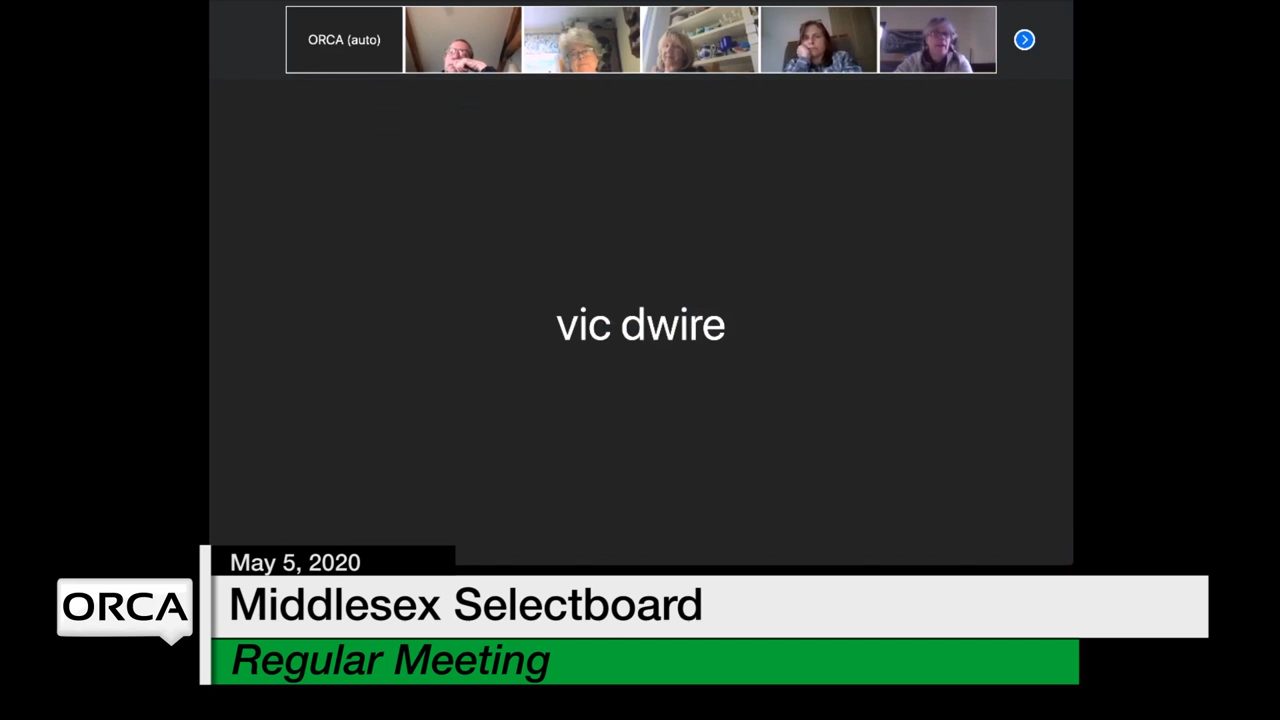 ORCA (auto)
vic dwire
May 5, 2020
ORCA
Middlesex Selectboard
Regular Meeting